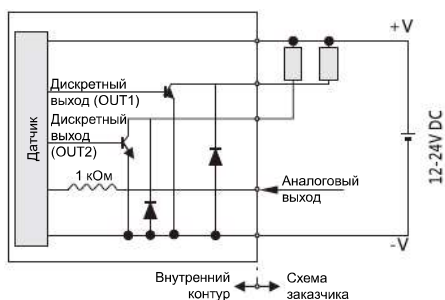 +V
Дискретный
выход (OUT1)
Дискретный
выход
(OUT2)
Датчик
1 кОм
Аналоговый
выход
12-24V DC
-V
Внутренний
контур
Схема
заказчика